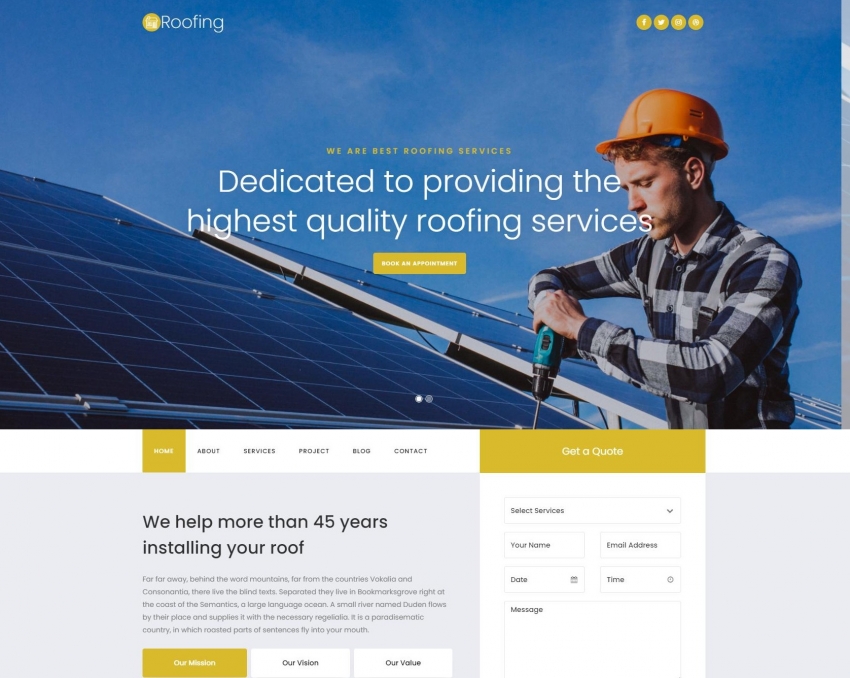 Roofing
WE ARE BEST ROOFING SERVICES
Dedicated to providing the
highest quality roofing services
BOOK AN APPOINTMENT
HOME ABOUT SERVICES PROJECT BLOG CONTACT
Get a Quote
We help more than 45 years
installing your roof
Far far away, behind the word mountains, far from the countries Vokalia and
Consonantia, there live the blind texts. Separated they live in Bookmarksgrove right at
the coast of the Semantics, a large language ocean. A small river named Duden flows
by their place and supplies it with the necessary regelialia. It is a paradisematic
country, in which roasted parts of sentences fly into your mouth.
Our Mission Our Vision Our Value
Select Services
Your Name Email Address
Date Time
Message